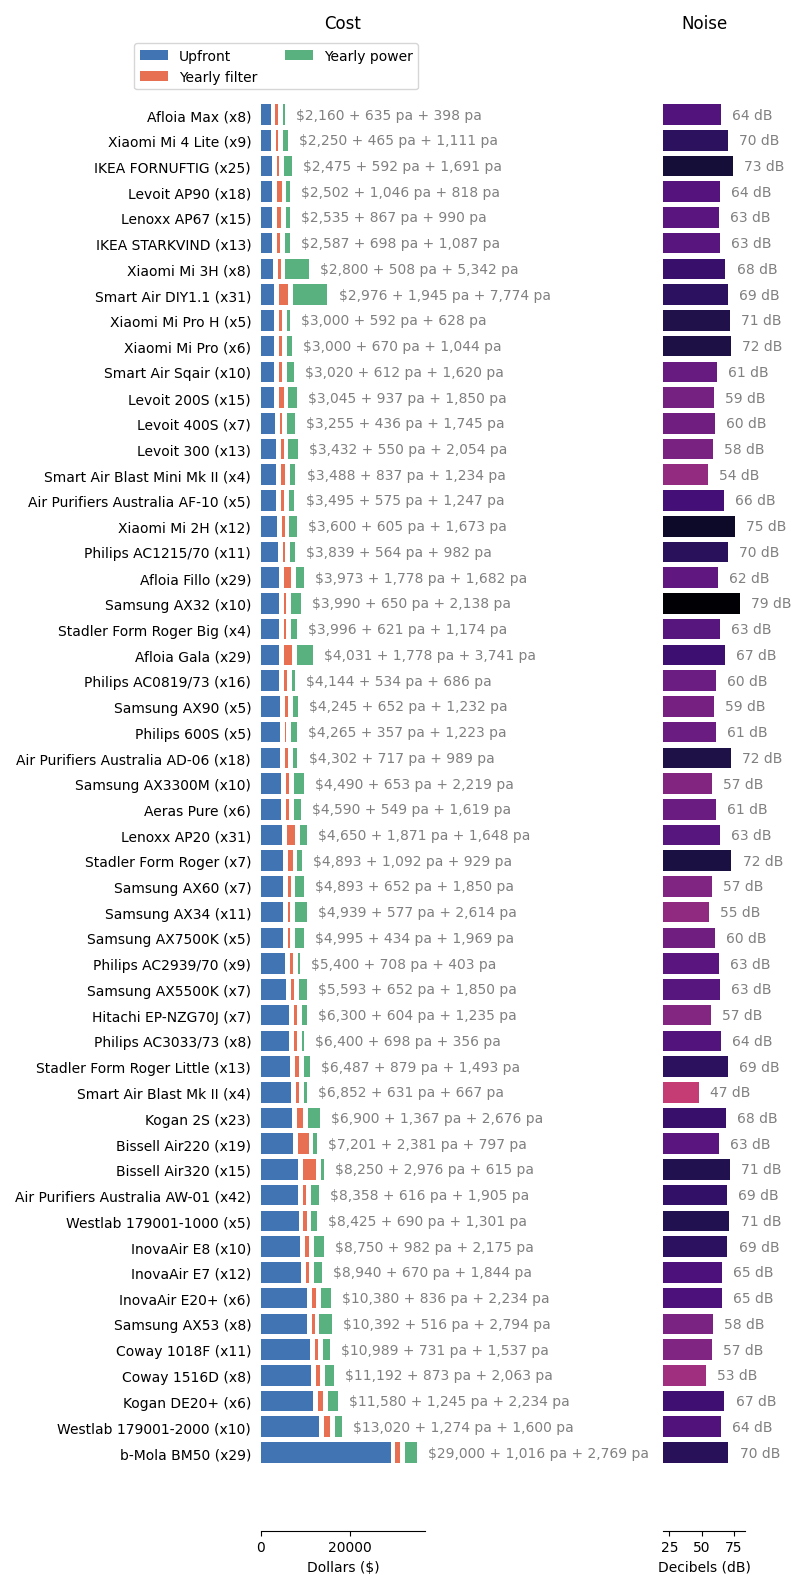 Cost Noise
Upfront Yearly power
Yearly filter
Afloia Max (x8) $2,160 + 635 pa + 398 pa 64 dB
Xiaomi Mi 4 Lite (x9) $2,250 + 465 pa + 1,111 pa 70 dB
IKEA FORNUFTIG (x25) $2,475 + 592 pa + 1,691 pa 73 dB
Levoit AP90 (x18) $2,502 + 1,046 pa + 818 pa 64 dB
Lenoxx AP67 (x15) $2,535 + 867 pa + 990 pa 63 dB
IKEA STARKVIND (x13) $2,587 + 698 pa + 1,087 pa 63 dB
Xiaomi Mi 3H (x8) $2,800 + 508 pa + 5,342 pa 68 dB
Smart Air DIY1.1 (x31) $2,976 + 1,945 pa + 7,774 pa 69 dB
Xiaomi Mi Pro H (x5) $3,000 + 592 pa + 628 pa 71 dB
Xiaomi Mi Pro (x6) $3,000 + 670 pa + 1,044 pa 72 dB
Smart Air Sqair (x10) $3,020 + 612 pa + 1,620 pa 61 dB
Levoit 200S (x15) $3,045 + 937 pa + 1,850 pa 59 dB
Levoit 400S (x7) $3,255 + 436 pa + 1,745 pa 60 dB
Levoit 300 (x13) $3,432 + 550 pa + 2,054 pa 58 dB
Smart Air Blast Mini Mk II (x4) $3,488 + 837 pa + 1,234 pa 54 dB
Air Purifiers Australia AF-10 (x5) $3,495 + 575 pa + 1,247 pa 66 dB
Xiaomi Mi 2H (x12) $3,600 + 605 pa + 1,673 pa 75 dB
Philips AC1215/70 (x11) $3,839 + 564 pa + 982 pa 70 dB
Afloia Fillo (x29) $3,973 + 1,778 pa + 1,682 pa 62 dB
Samsung AX32 (x10) $3,990 + 650 pa + 2,138 pa 79 dB
Stadler Form Roger Big (x4) $3,996 + 621 pa + 1,174 pa 63 dB
Afloia Gala (x29) $4,031 + 1,778 pa + 3,741 pa 67 dB
Philips AC0819/73 (x16) $4,144 + 534 pa + 686 pa 60 dB
Samsung AX90 (x5) $4,245 + 652 pa + 1,232 pa 59 dB
Philips 600S (x5) $4,265 + 357 pa + 1,223 pa 61 dB
Air Purifiers Australia AD-06 (x18) $4,302 + 717 pa + 989 pa 72 dB
Samsung AX3300M (x10) $4,490 + 653 pa + 2,219 pa 57 dB
Aeras Pure (x6) $4,590 + 549 pa + 1,619 pa 61 dB
Lenoxx AP20 (x31) $4,650 + 1,871 pa + 1,648 pa 63 dB
Stadler Form Roger (x7) $4,893 + 1,092 pa + 929 pa 72 dB
Samsung AX60 (x7) $4,893 + 652 pa + 1,850 pa 57 dB
Samsung AX34 (x11) $4,939 + 577 pa + 2,614 pa 55 dB
Samsung AX7500K (x5) $4,995 + 434 pa + 1,969 pa 60 dB
Philips AC2939/70 (x9) $5,400 + 708 pa + 403 pa 63 dB
Samsung AX5500K (x7) $5,593 + 652 pa + 1,850 pa 63 dB
Hitachi EP-NZG70J (x7) $6,300 + 604 pa + 1,235 pa 57 dB
Philips AC3033/73 (x8) $6,400 + 698 pa + 356 pa 64 dB
Stadler Form Roger Little (x13) $6,487 + 879 pa + 1,493 pa 69 dB
Smart Air Blast Mk II (x4) $6,852 + 631 pa + 667 pa 47 dB
Kogan 2S (x23) $6,900 + 1,367 pa + 2,676 pa 68 dB
Bissell Air220 (x19) $7,201 + 2,381 pa + 797 pa 63 dB
Bissell Air320 (x15) $8,250 + 2,976 pa + 615 pa 71 dB
Air Purifiers Australia AW-01 (x42) $8,358 + 616 pa + 1,905 pa 69 dB
Westlab 179001-1000 (x5) $8,425 + 690 pa + 1,301 pa 71 dB
InovaAir E8 (x10) $8,750 + 982 pa + 2,175 pa 69 dB
InovaAir E7 (x12) $8,940 + 670 pa + 1,844 pa 65 dB
InovaAir E20+ (x6) $10,380 + 836 pa + 2,234 pa 65 dB
Samsung AX53 (x8) $10,392 + 516 pa + 2,794 pa 58 dB
Coway 1018F (x11) $10,989 + 731 pa + 1,537 pa 57 dB
Coway 1516D (x8) $11,192 + 873 pa + 2,063 pa 53 dB
Kogan DE20+ (x6) $11,580 + 1,245 pa + 2,234 pa 67 dB
Westlab 179001-2000 (x10) $13,020 + 1,274 pa + 1,600 pa 64 dB
b-Mola BM50 (x29) $29,000 + 1,016 pa + 2,769 pa 70 dB
0 20000 25 50 75
Dollars ($) Decibels (dB)